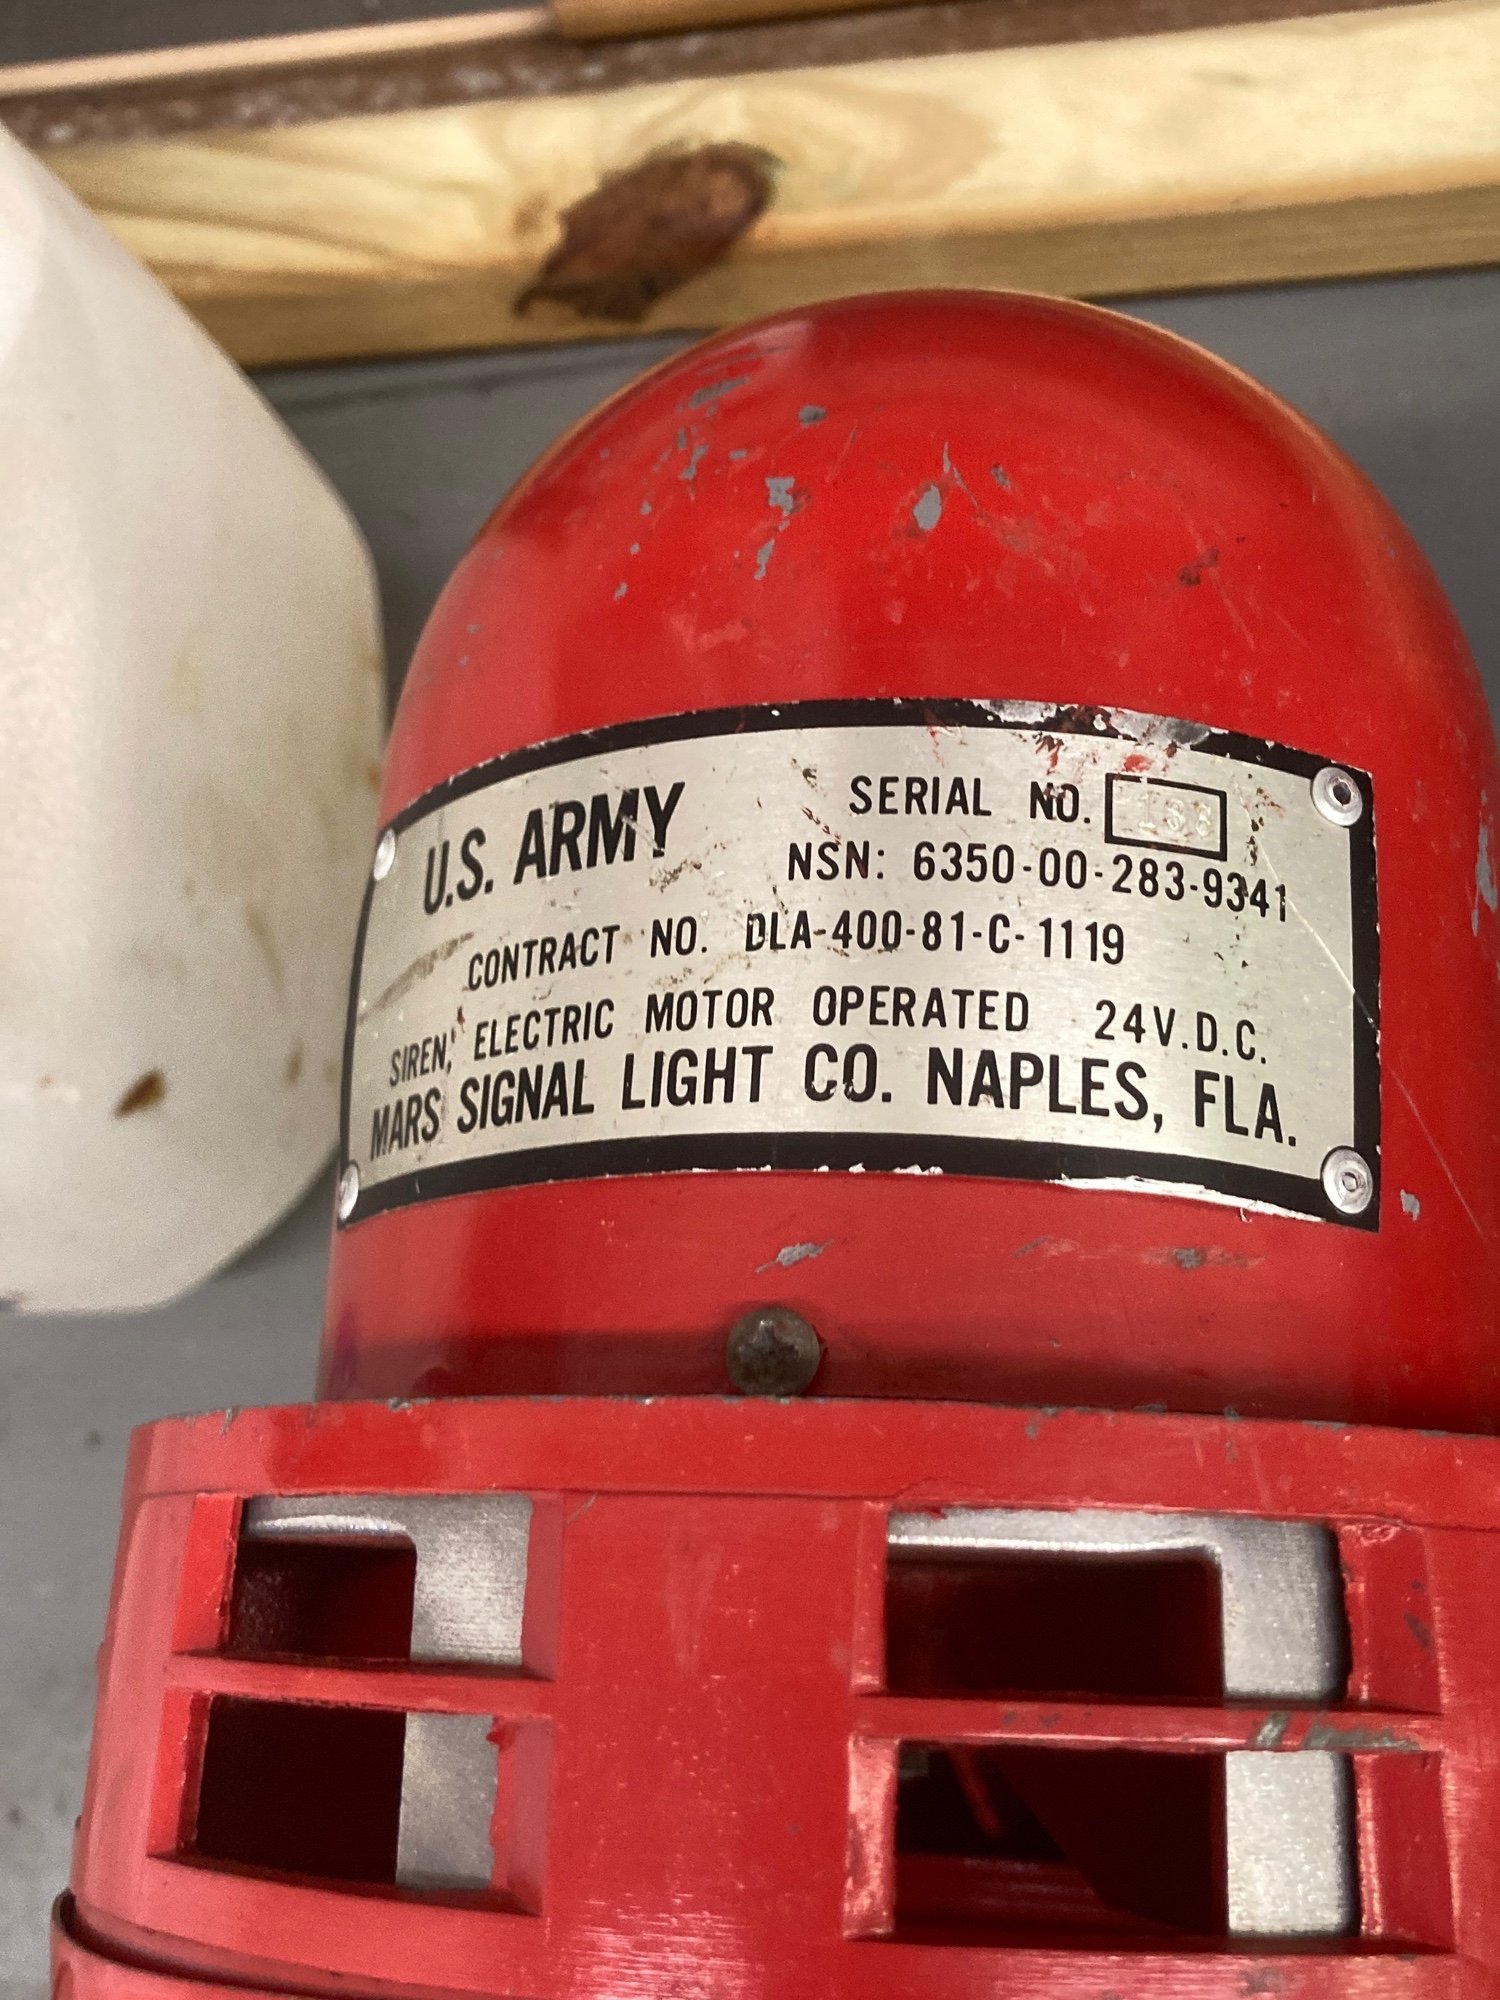 U.S. ARMY
SERIAL NO.
NSN: 6350-00-283-9341
CONTRACT NO. DLA-400-81-C-1119
SIREN, ELECTRIC MOTOR OPERATED 24V.D.C.
MARS SIGNAL LIGHT CO. NAPLES, FLA.